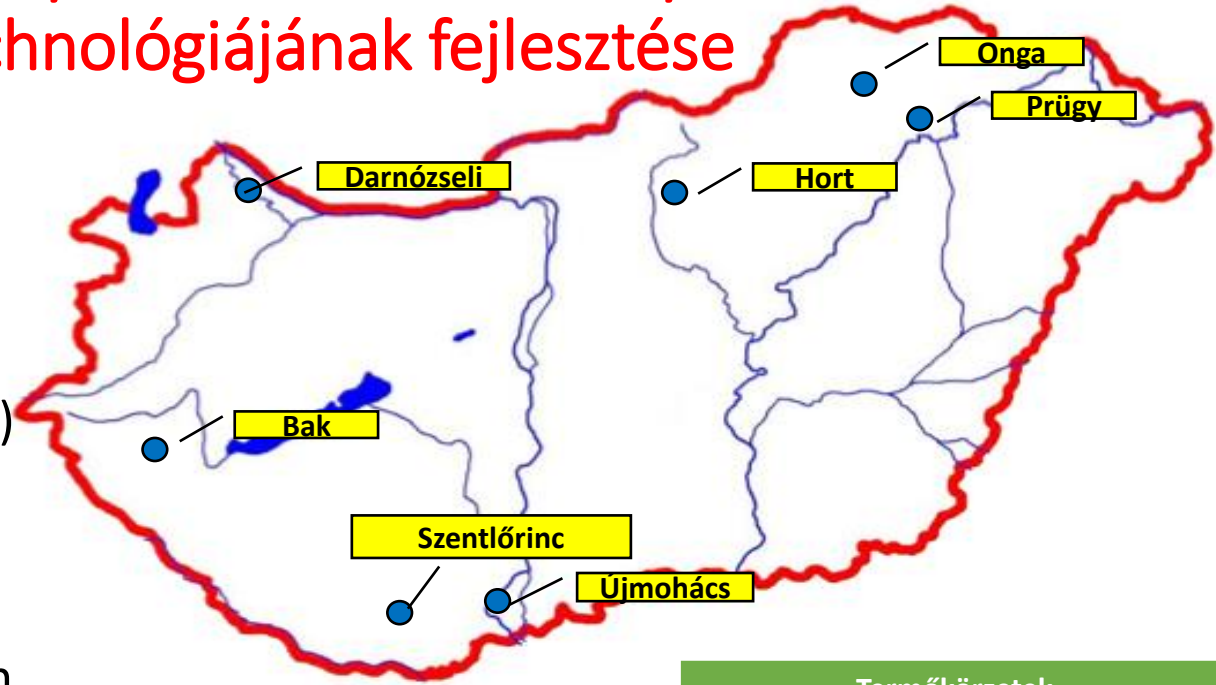 chnológiájának fejlesztése
Onga
Prügy
Darnózseli
Hort
)
Bak
Szentlőrinc
Újmohács